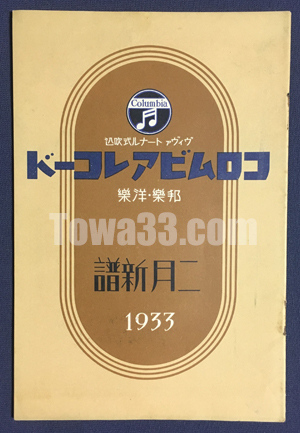 Columbia
ヴィヴァ トーナル式吹込
コロムビアレコード
邦樂・洋樂
Towa33.com
二月新譜
1933